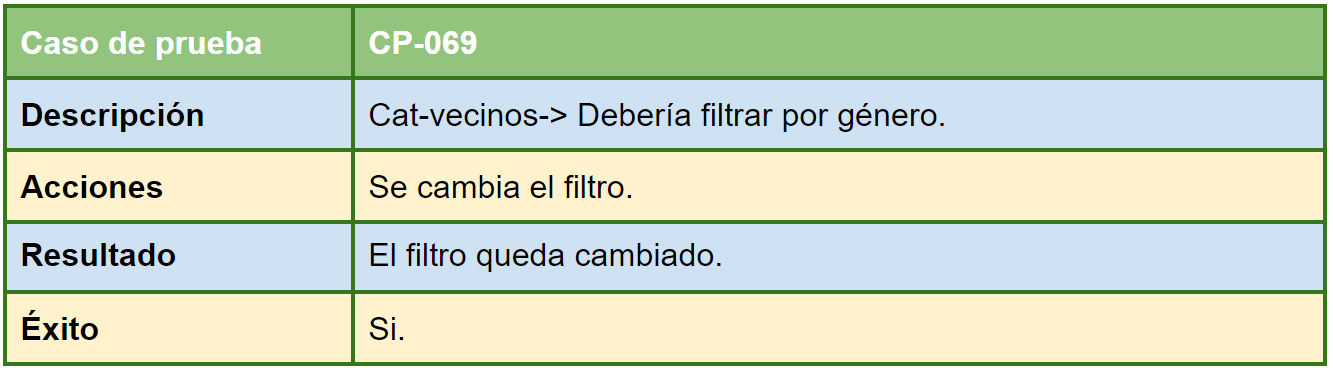 Caso de prueba CP-069
Descripción Cat-vecinos-> Debería filtrar por género.
Acciones Se cambia el filtro.
Resultado El filtro queda cambiado.
Éxito Si.